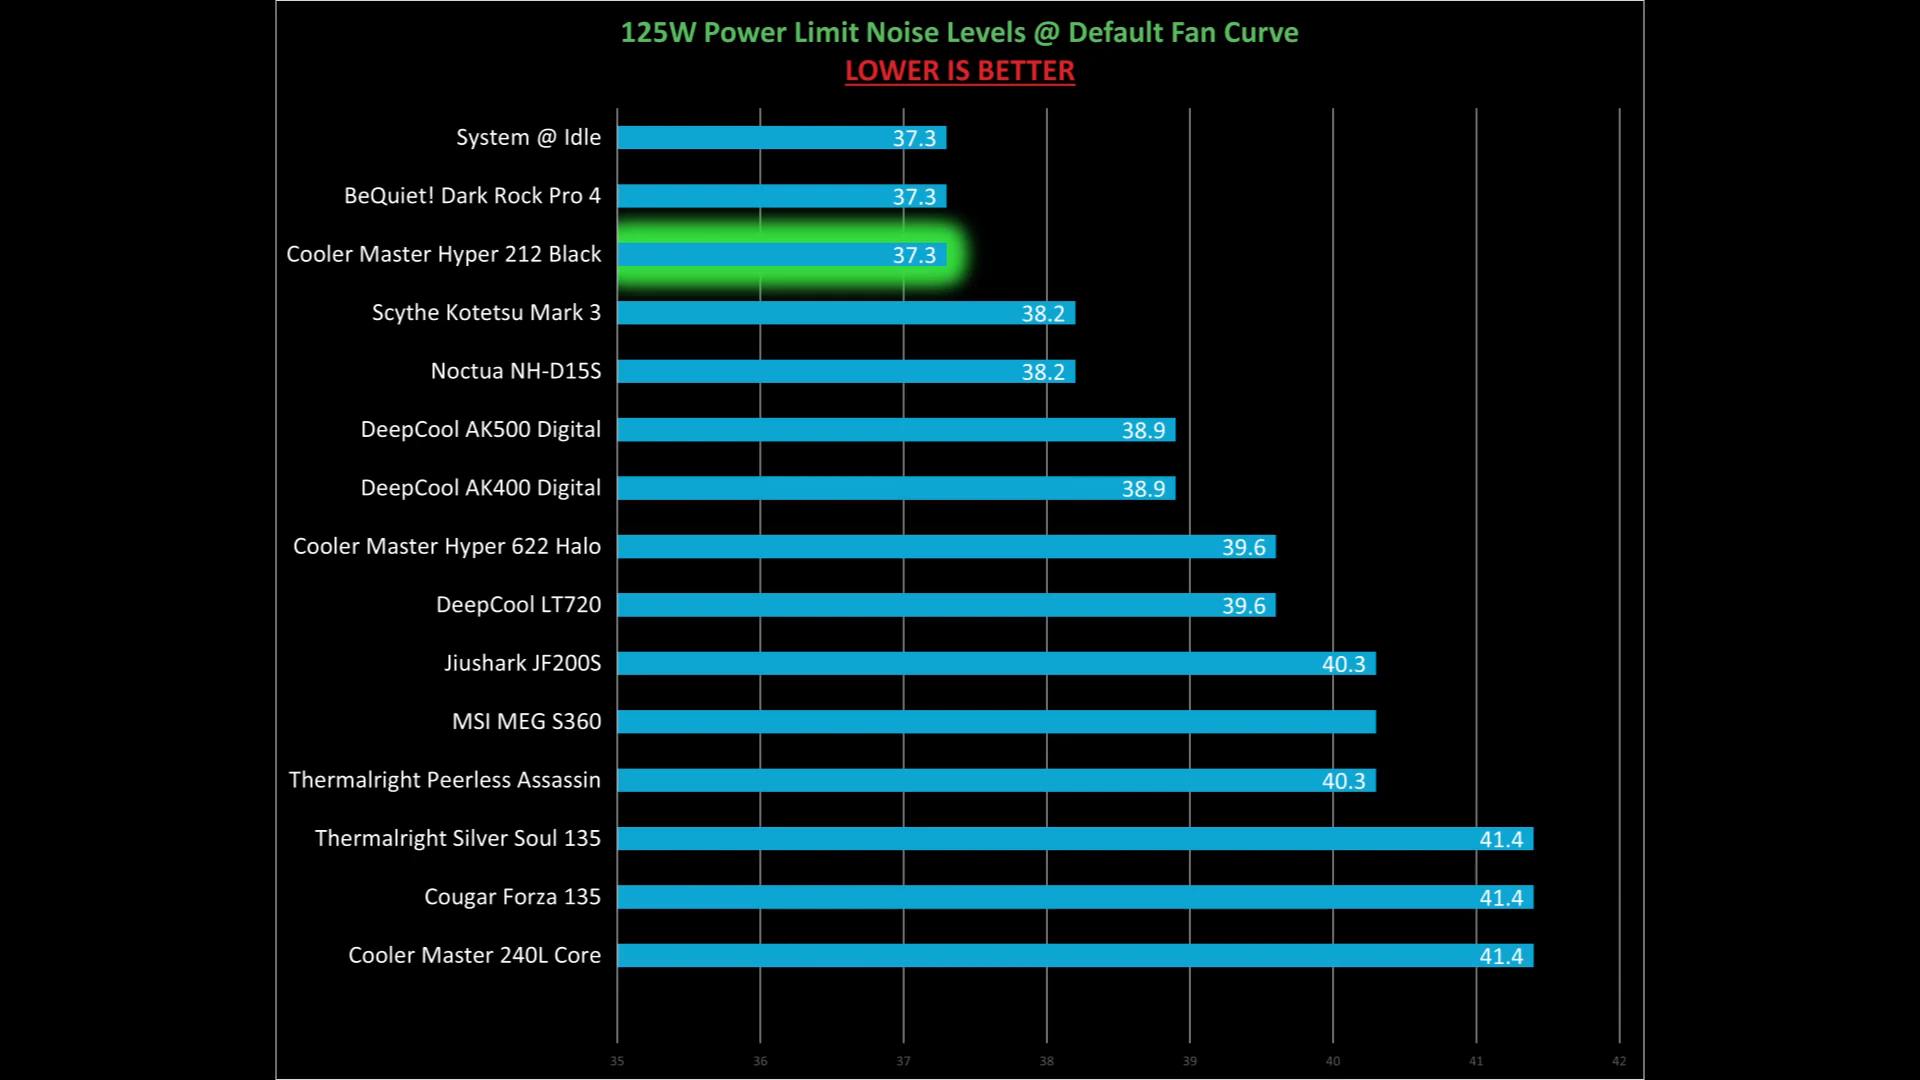 125W Power Limit Noise Levels @ Default Fan Curve
LOWER IS BETTER
System @ Idle 37.3
BeQuiet! Dark Rock Pro 4 37.3
Cooler Master Hyper 212 Black 37.3
Scythe Kotetsu Mark 3 38.2
Noctua NH-D15S 38.2
DeepCool AK500 Digital 38.9
DeepCool AK400 Digital 38.9
Cooler Master Hyper 622 Halo 39.6
DeepCool LT720 39.6
Jiushark JF200S 40.3
MSI MEG S360
Thermalright Peerless Assassin 40.3
Thermalright Silver Soul 135 41.4
Cougar Forza 135 41.4
Cooler Master 240L Core 41.4
35 36 37 38 39 40 41 42